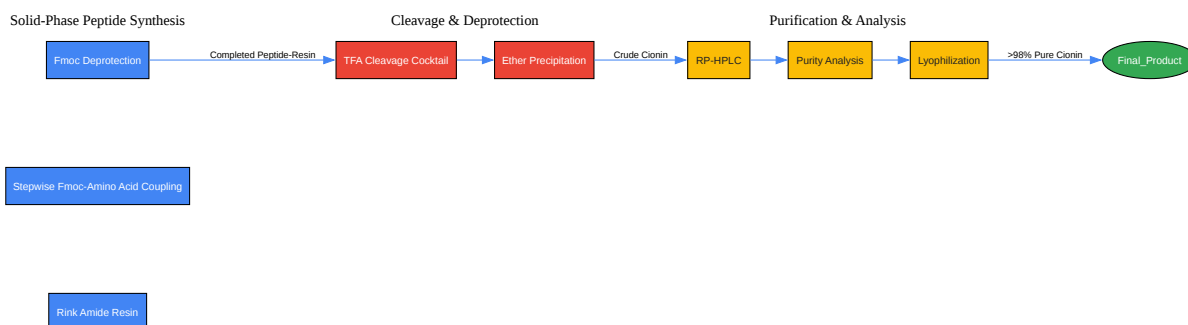 Solid-Phase Peptide Synthesis
Cleavage & Deprotection
Purification & Analysis
Fmoc Deprotection
Completed Peptide-Resin
TFA Cleavage Cocktail
Ether Precipitation
Crude Cionin
RP-HPLC
Purity Analysis
Lyophilization
>98% Pure Cionin
Final_Product
Stepwise Fmoc-Amino Acid Coupling
Rink Amide Resin